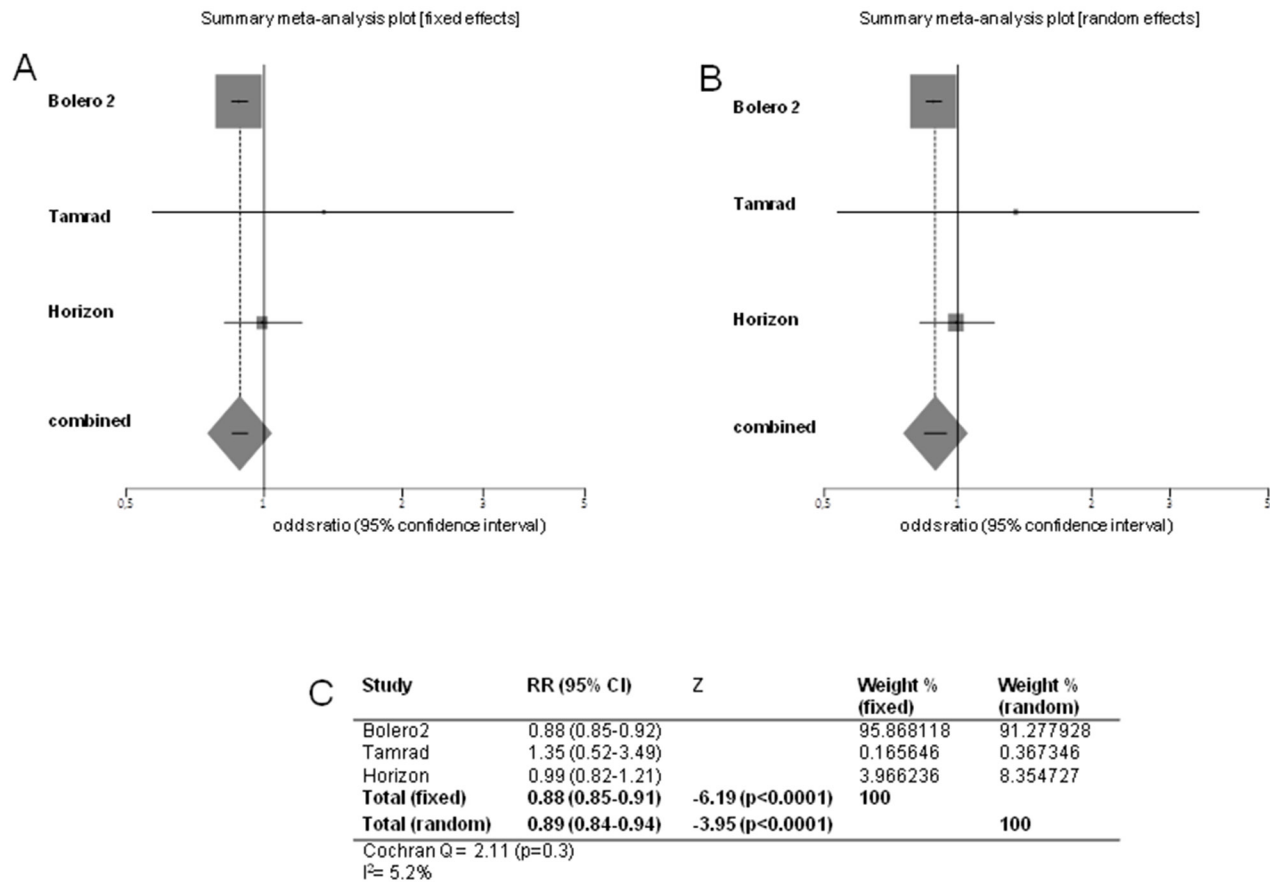 Summary meta-analysis plot [fixed effects]
A
Bolero 2
Tamrad
Horizon
combined
0,5 1 2 3 5
odds ratio (95% confidence interval)
Summary meta-analysis plot [random effects]
B
Bolero 2
Tamrad
Horizon
combined
0,5 1 2 3 5
odds ratio (95% confidence interval)
C
Study RR (95% CI) Z Weight % (fixed) Weight % (random)
Bolero2 0.88 (0.85-0.92) 95.868118 91.277928
Tamrad 1.35 (0.52-3.49) 0.165646 0.367346
Horizon 0.99 (0.82-1.21) 3.966236 8.354727
Total (fixed) 0.88 (0.85-0.91) -6.19 (p<0.0001) 100
Total (random) 0.89 (0.84-0.94) -3.95 (p<0.0001) 100
Cochran Q = 2.11 (p=0.3)
I²= 5.2%